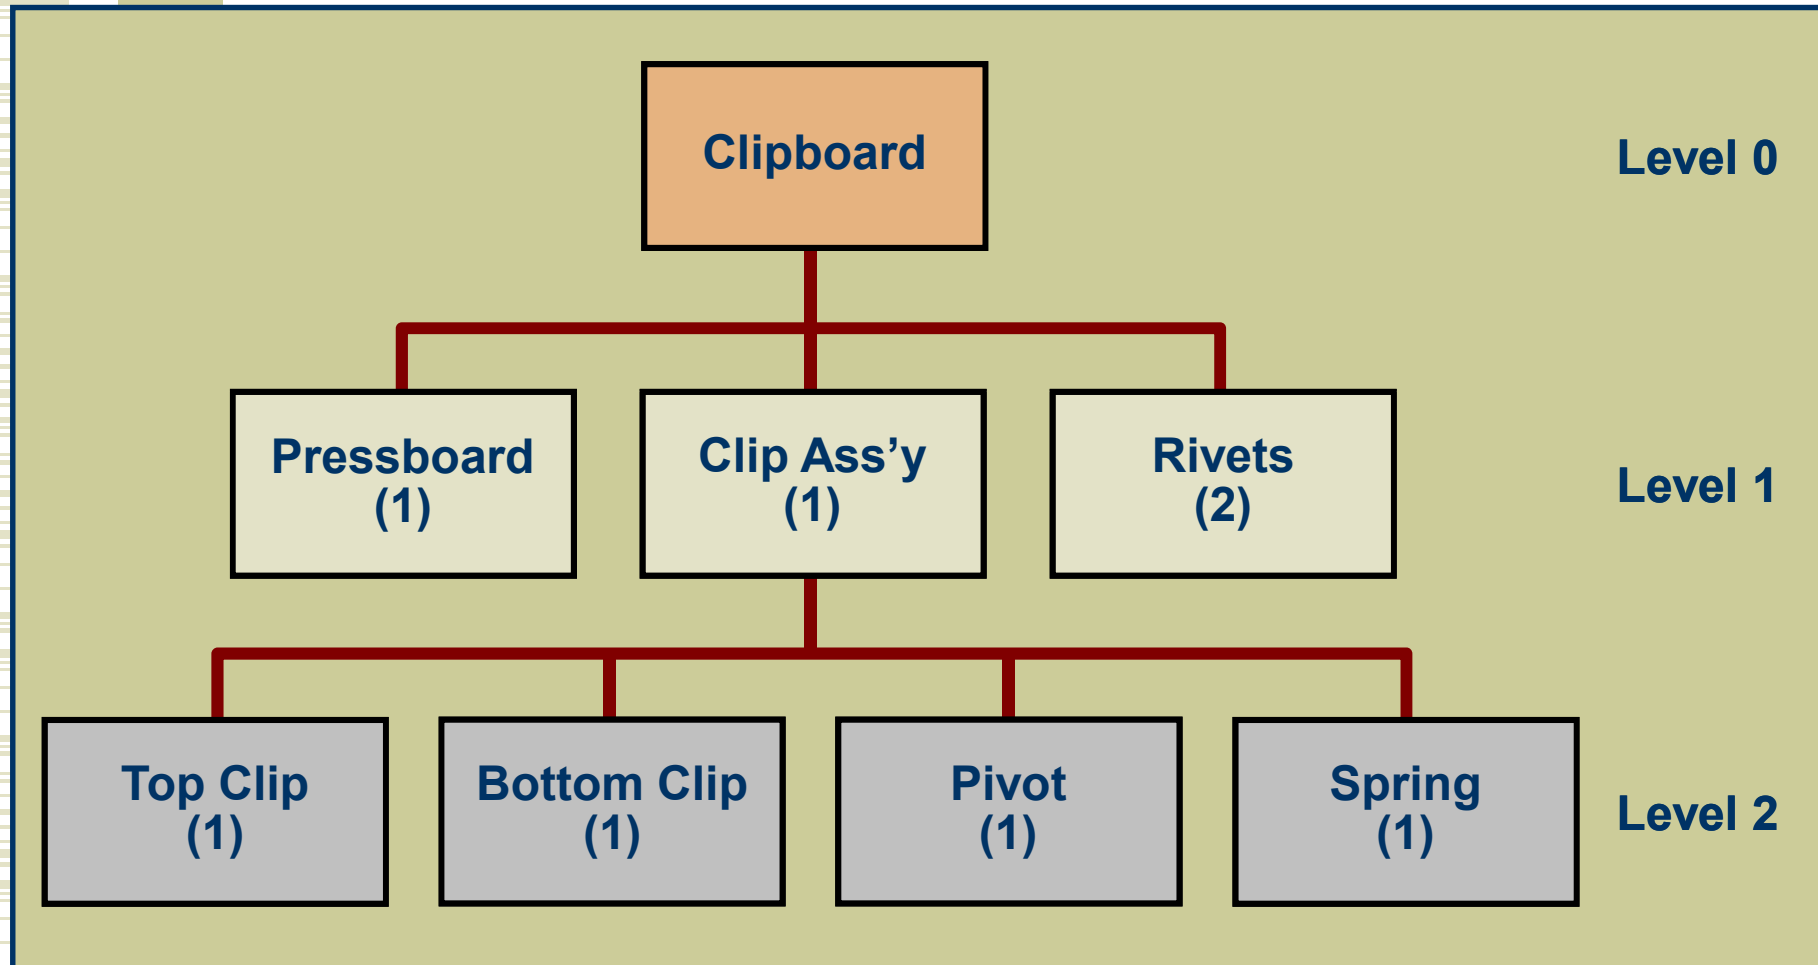 Clipboard
Level 0
Pressboard
(1)
Clip Ass’y
(1)
Rivets
(2)
Level 1
Top Clip
(1)
Bottom Clip
(1)
Pivot
(1)
Spring
(1)
Level 2